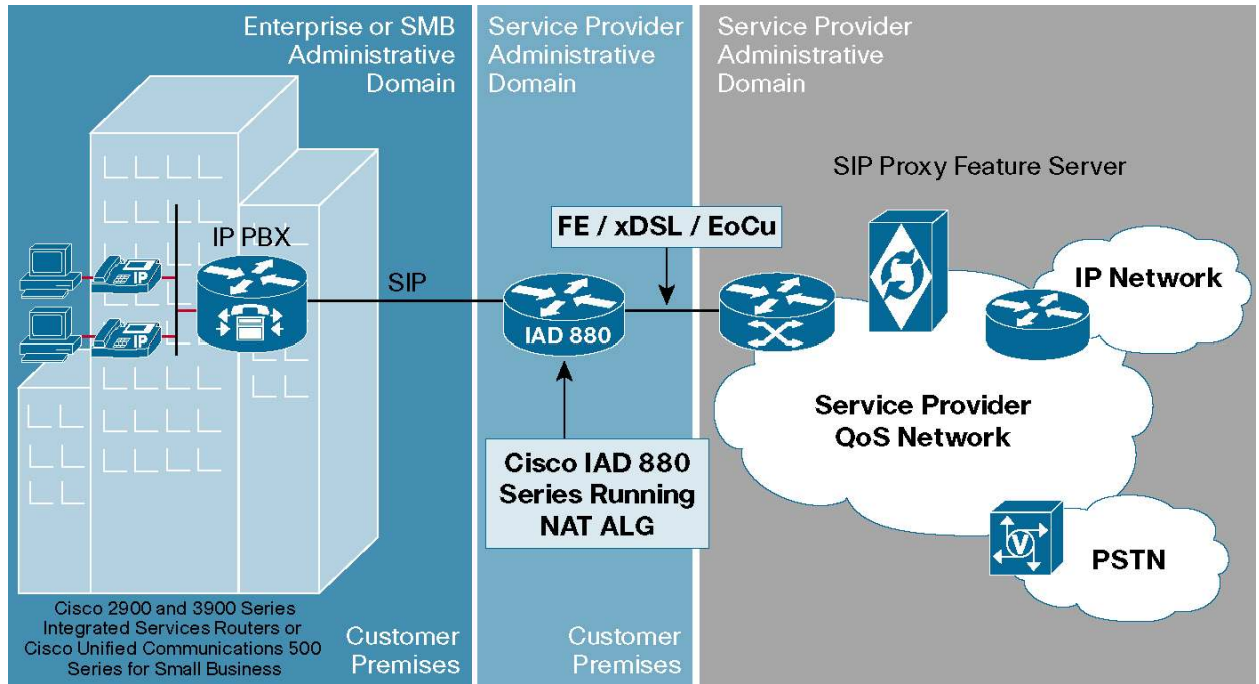 Enterprise or SMB
Administrative
Domain
Service Provider
Administrative
Domain
Service Provider
Administrative
Domain
SIP Proxy Feature Server
FE / xDSL / EoCu
IP PBX
IP
IP
SIP
IAD 880
IP Network
Service Provider
QoS Network
Cisco IAD 880
Series Running
NAT ALG
V
PSTN
Cisco 2900 and 3900 Series
Integrated Services Routers or
Cisco Unified Communications 500
Series for Small Business
Customer
Premises
Customer
Premises